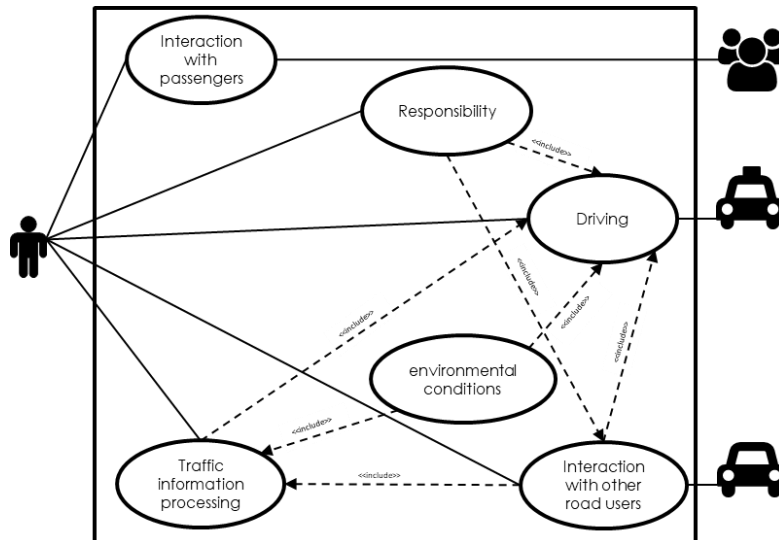 Interaction
with
passengers
Responsibility
<<include>>
Driving
<<include>>
<<include>>
<<include>>
<<include>>
environmental
conditions
<<include>>
Traffic
information
processing
<<include>>
Interaction
with other
road users